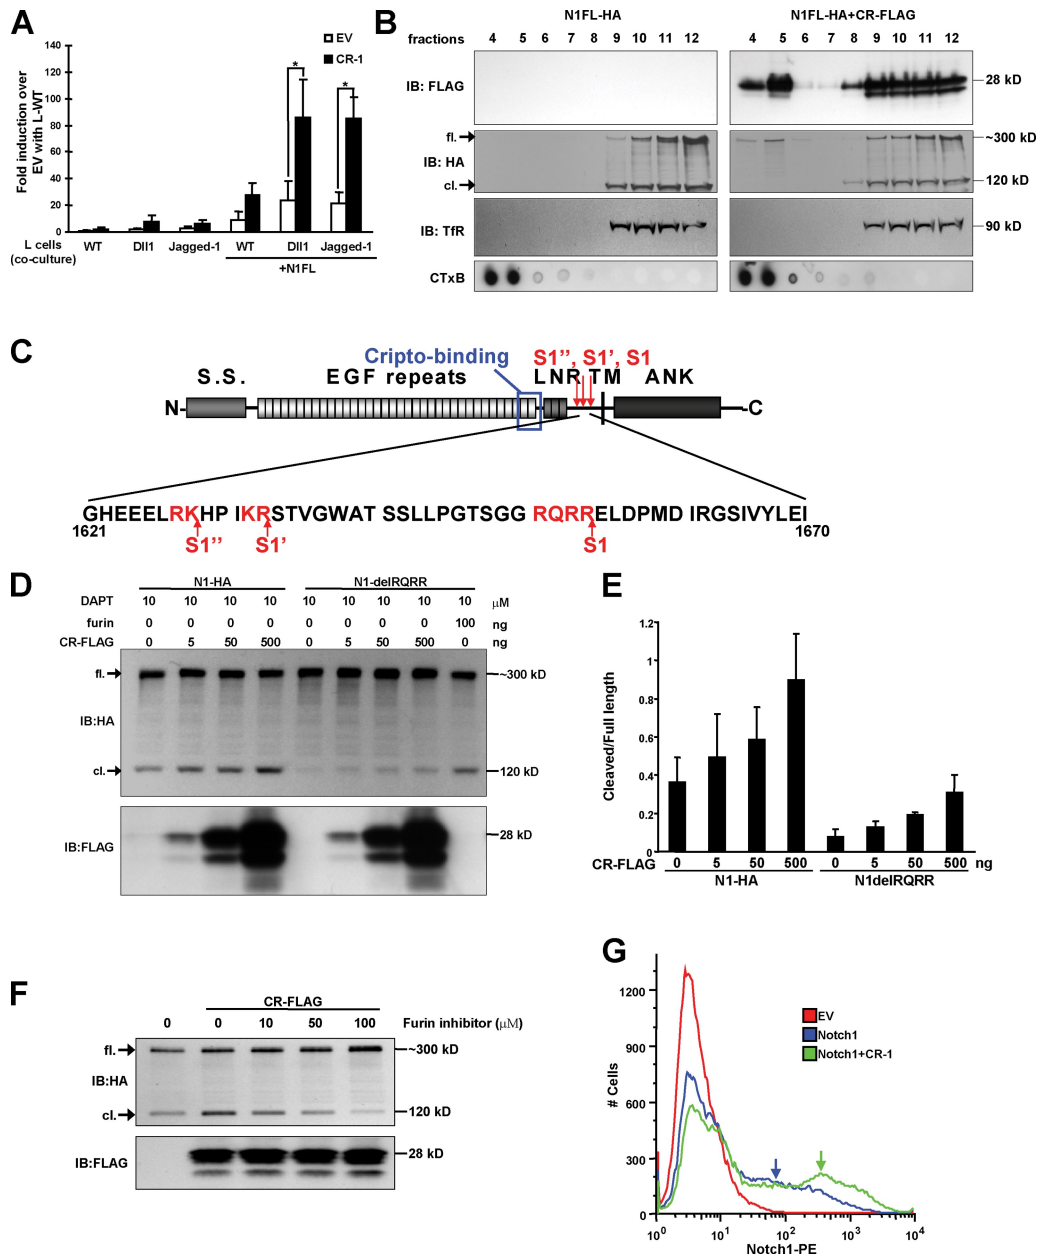 A
Fold induction over
EV with L-WT
140
120
100
80
60
40
20
0
EV
CR-1
*
*
L cells
(co-culture)
WT Dll1 Jagged-1 WT Dll1 Jagged-1
+N1FL
B
N1FL-HA N1FL-HA+CR-FLAG
fractions 4 5 6 7 8 9 10 11 12 4 5 6 7 8 9 10 11 12
IB: FLAG 28 kD
fl. ~300 kD
IB: HA
cl. 120 kD
IB: TfR 90 kD
CTxB
C
Cripto-binding S1'', S1', S1
S.S. EGF repeats LNR TM ANK
N- -C
GHEEELRKHP IKRSTVGWAT SSLLPGTSGG RQRRELDPMD IRGSIVYLEI
1621 1670
S1'' S1' S1
D
N1-HA N1-delRQRR
DAPT 10 10 10 10 10 10 10 10 10 μM
furin 0 0 0 0 0 0 0 0 100 ng
CR-FLAG 0 5 50 500 0 5 50 500 0 ng
fl. ~300 kD
IB:HA
cl. 120 kD
IB:FLAG 28 kD
E
Cleaved/Full length
1.2
1
0.8
0.6
0.4
0.2
0
CR-FLAG 0 5 50 500 0 5 50 500 ng
N1-HA N1delRQRR
F
CR-FLAG
0 0 10 50 100 Furin inhibitor (μM)
fl. ~300 kD
IB:HA
cl. 120 kD
IB:FLAG 28 kD
G
# Cells
1200
900
600
300
0
EV
Notch1
Notch1+CR-1
10⁰ 10¹ 10² 10³ 10⁴
Notch1-PE